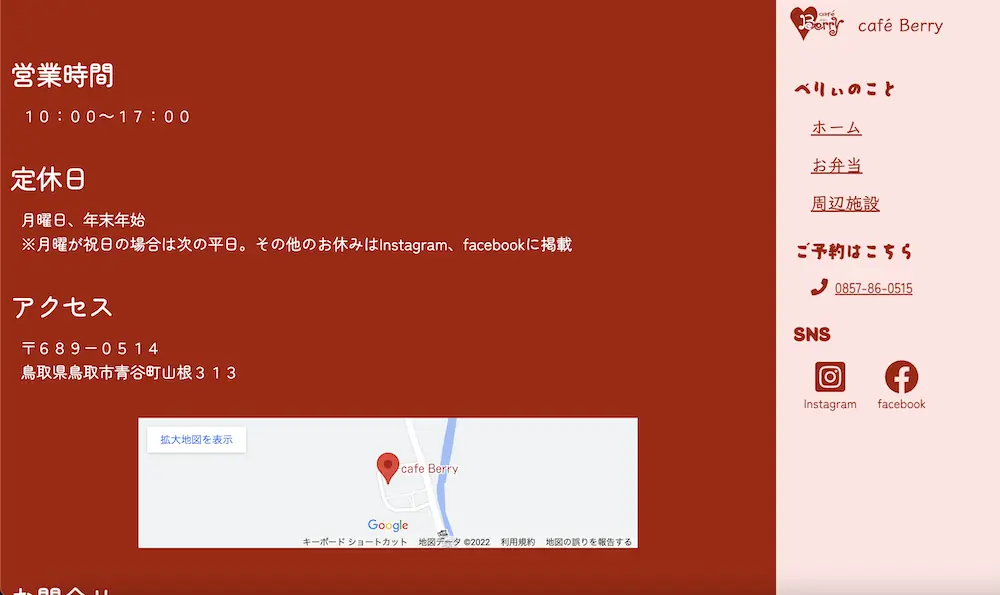 営業時間
１０：００〜１７：００
定休日
月曜日、年末年始
※月曜が祝日の場合は次の平日。その他のお休みはInstagram、facebookに掲載
アクセス
〒６８９－０５１４
鳥取県鳥取市青谷町山根３１３
拡大地図を表示
cafe Berry
Google
キーボード ショートカット 地図データ ©2022 利用規約 地図の誤りを報告する
café
Berry
café Berry
べりぃのこと
ホーム
お弁当
周辺施設
ご予約はこちら
0857-86-0515
SNS
Instagram facebook